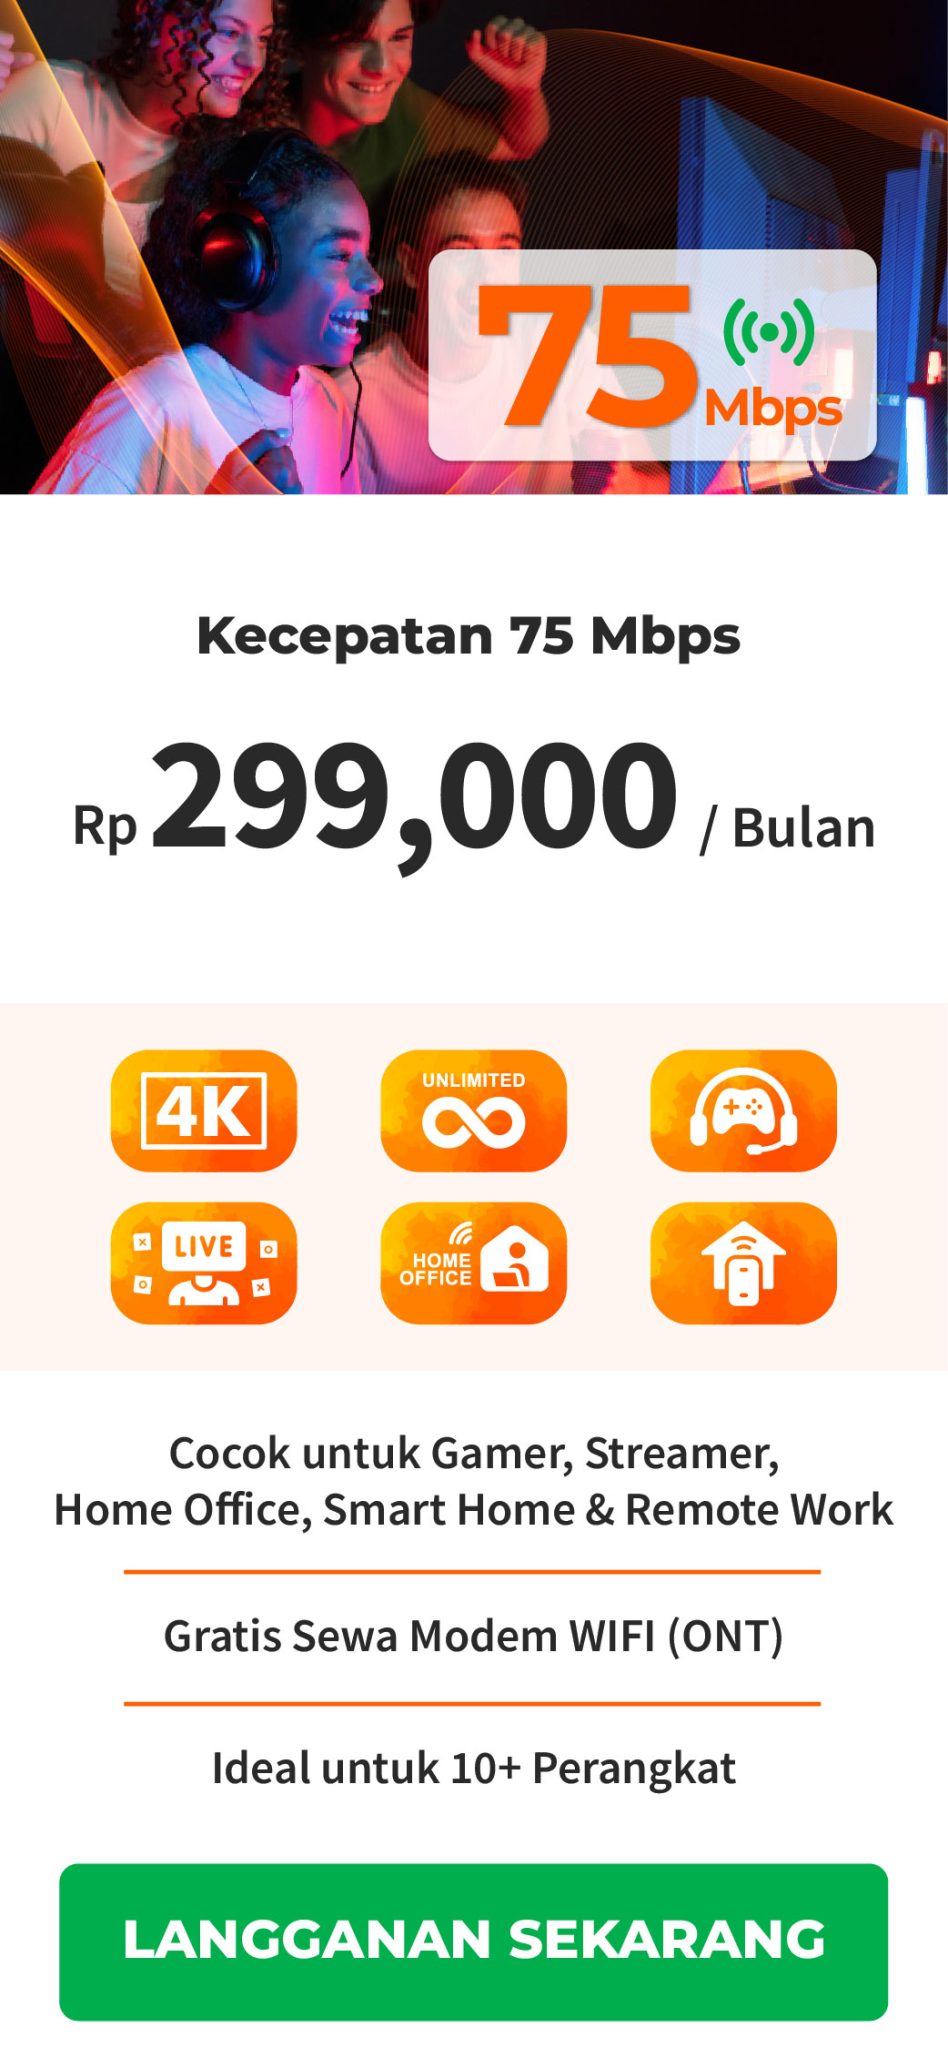 75
Mbps
Kecepatan 75 Mbps
Rp 299,000 / Bulan
4K
UNLIMITED
LIVE
HOME
OFFICE
Cocok untuk Gamer, Streamer,
Home Office, Smart Home & Remote Work
Gratis Sewa Modem WIFI (ONT)
Ideal untuk 10+ Perangkat
LANGGANAN SEKARANG